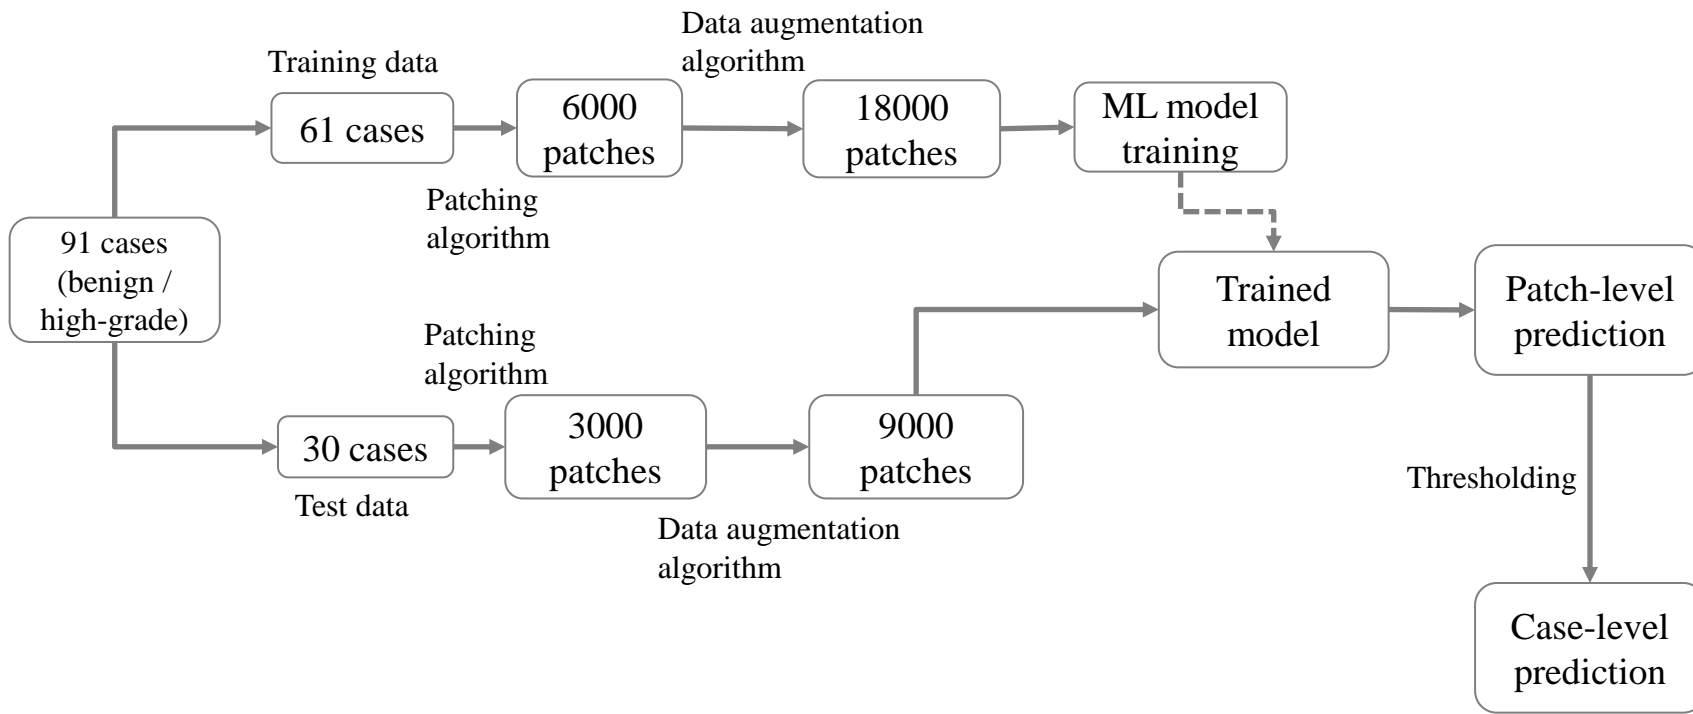 Data augmentation
algorithm
Training data
61 cases
6000
patches
18000
patches
ML model
training
Patching
algorithm
91 cases
(benign /
high-grade)
Trained
model
Patch-level
prediction
Patching
algorithm
30 cases
3000
patches
9000
patches
Test data
Data augmentation
algorithm
Thresholding
Case-level
prediction